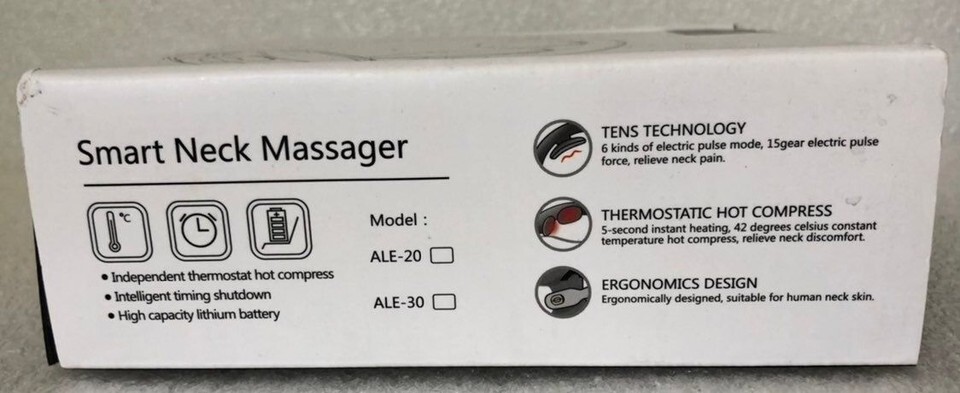 Smart Neck Massager
°C
• Independent thermostat hot compress
• Intelligent timing shutdown
• High capacity lithium battery
Model :
ALE-20
ALE-30
TENS TECHNOLOGY
6 kinds of electric pulse mode, 15gear electric pulse
force, relieve neck pain.
THERMOSTATIC HOT COMPRESS
5-second instant heating, 42 degrees celsius constant
temperature hot compress, relieve neck discomfort.
ERGONOMICS DESIGN
Ergonomically designed, suitable for human neck skin.